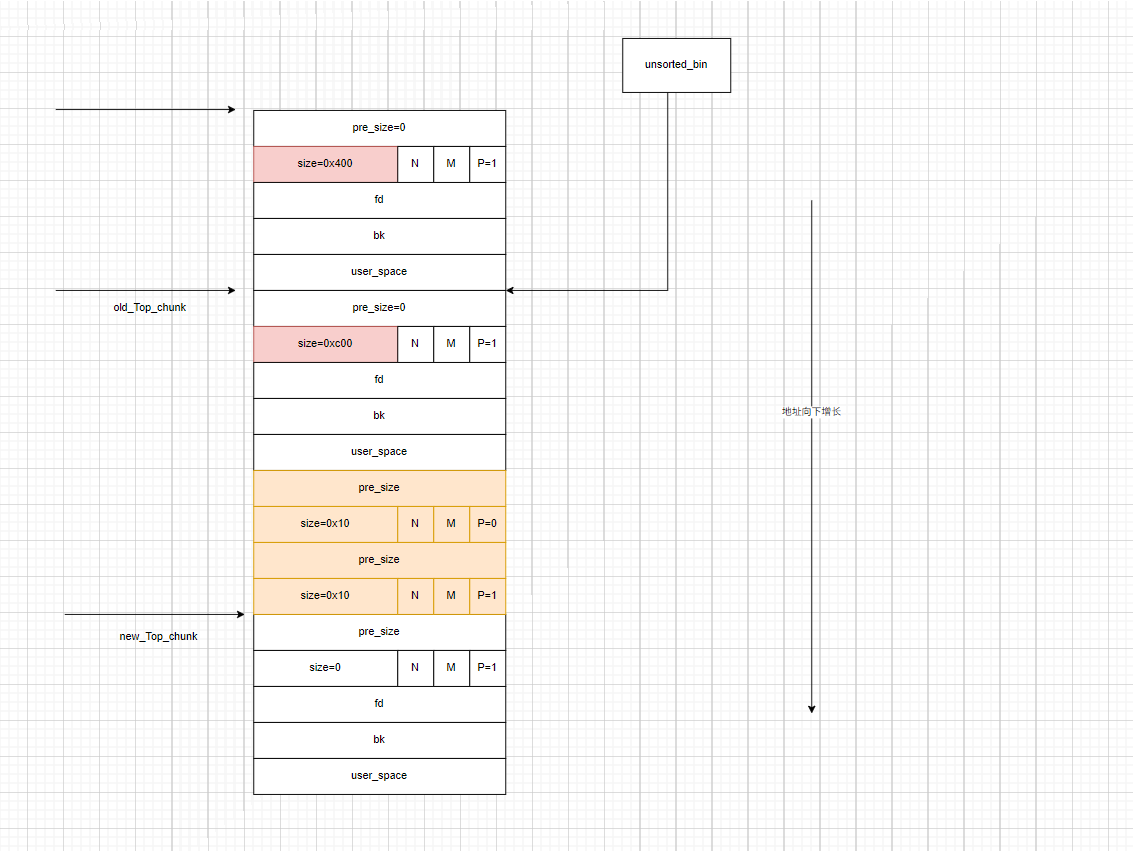 unsorted_bin
pre_size=0
size=0x400 N M P=1
fd
bk
user_space
old_Top_chunk
pre_size=0
size=0xc00 N M P=1
fd
bk
地址向下增长
user_space
pre_size
size=0x10 N M P=0
pre_size
size=0x10 N M P=1
new_Top_chunk
pre_size
size=0 N M P=1
fd
bk
user_space